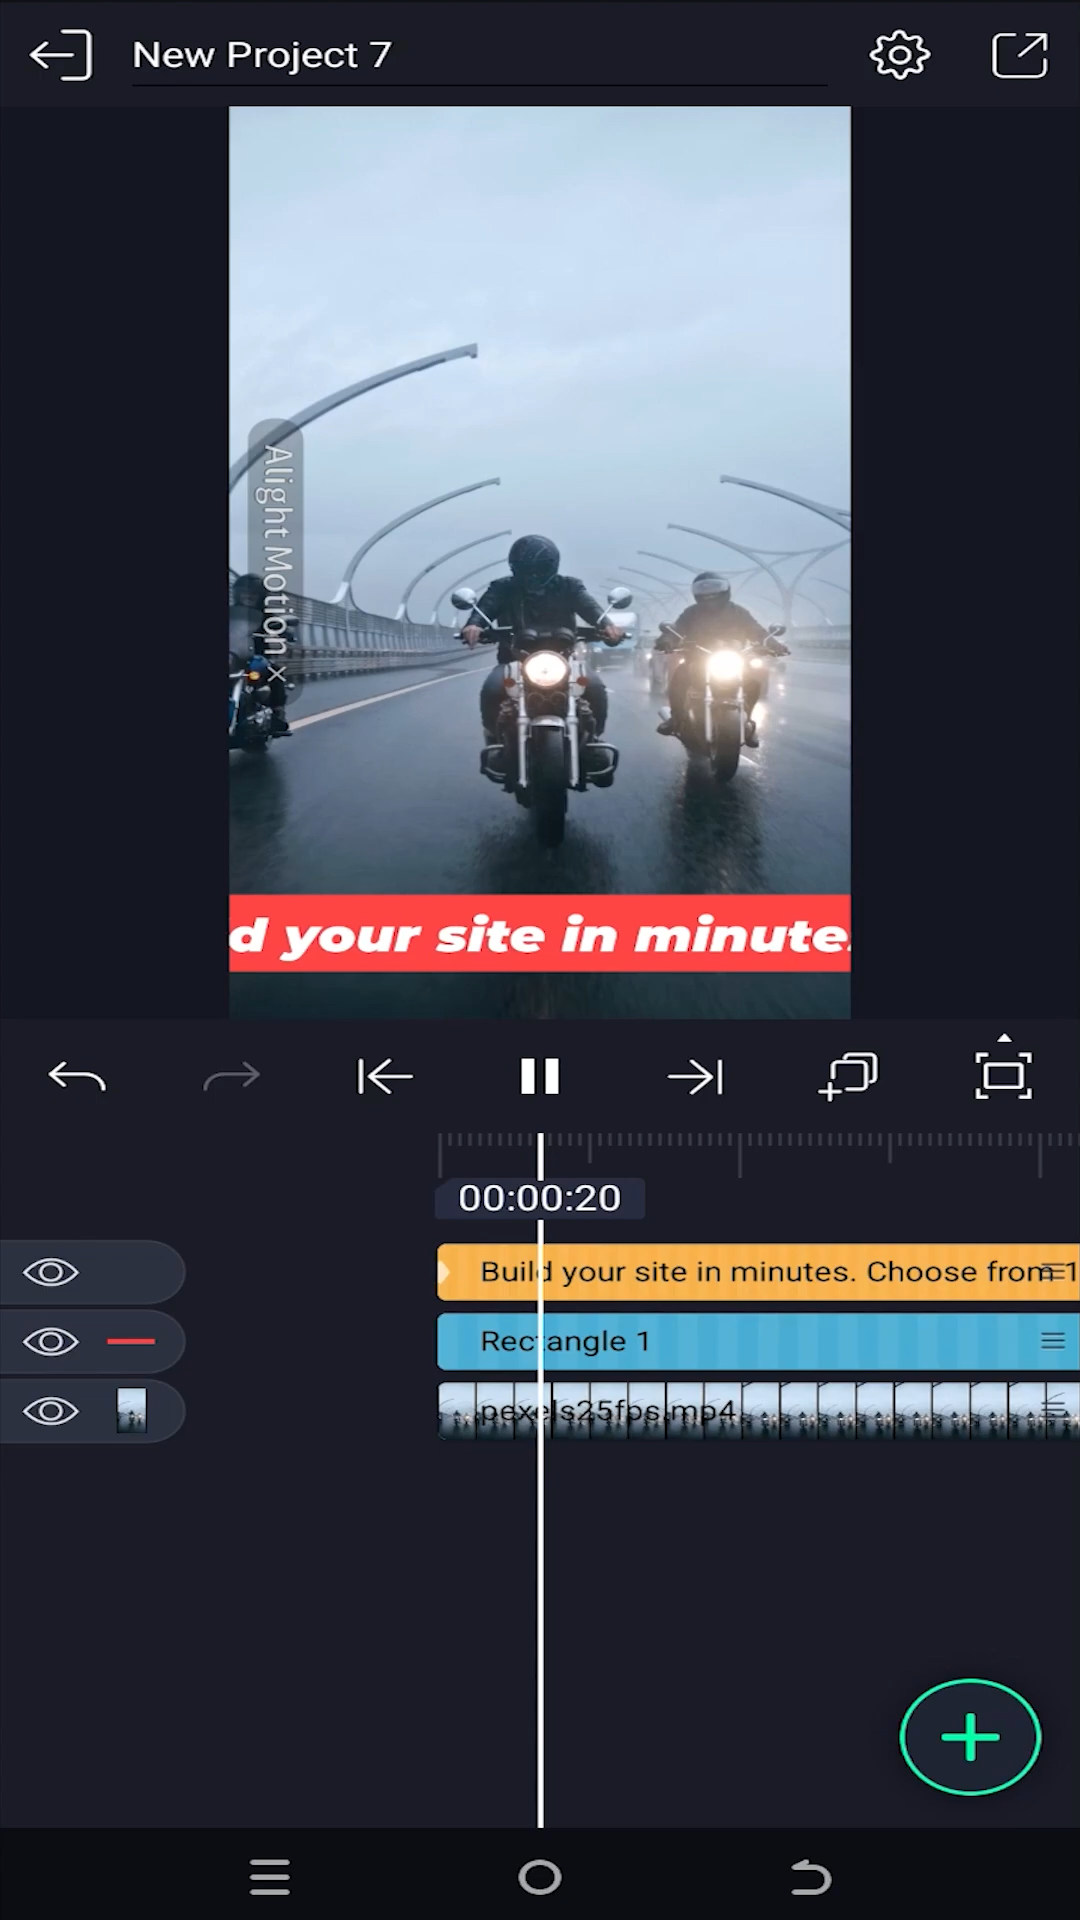 New Project 7
Alight Motion ×
d your site in minute
00:00:20
Build your site in minutes. Choose from 1
Rectangle 1
pexels25fps.mp4